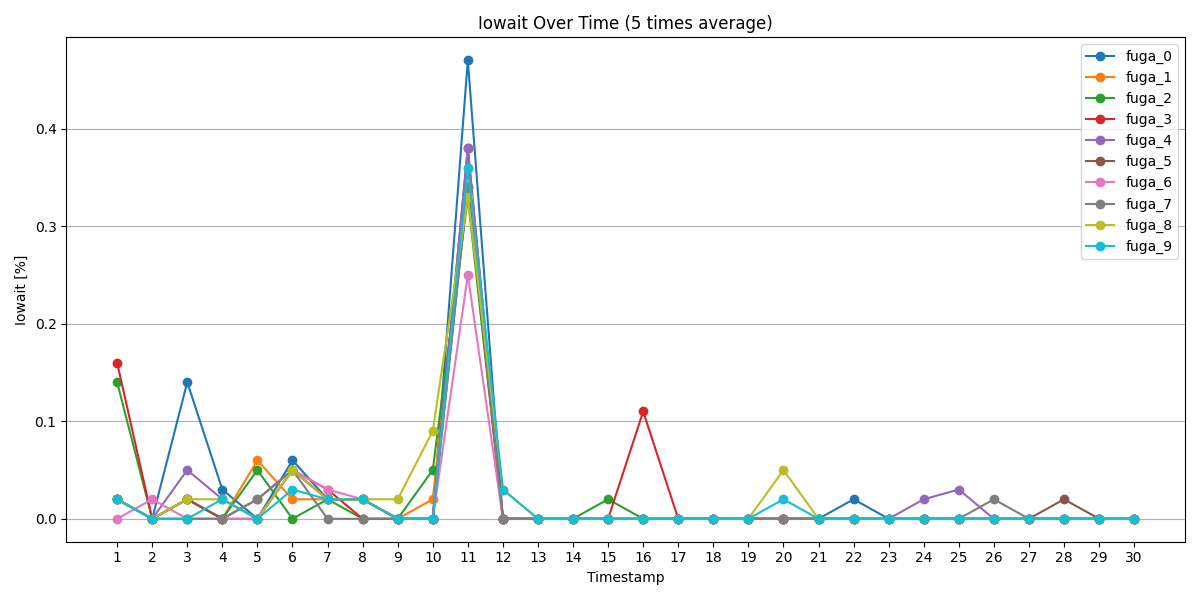 Iowait Over Time (5 times average)
Iowait [%]
0.4
0.3
0.2
0.1
0.0
fuga_0
fuga_1
fuga_2
fuga_3
fuga_4
fuga_5
fuga_6
fuga_7
fuga_8
fuga_9
1 2 3 4 5 6 7 8 9 10 11 12 13 14 15 16 17 18 19 20 21 22 23 24 25 26 27 28 29 30
Timestamp